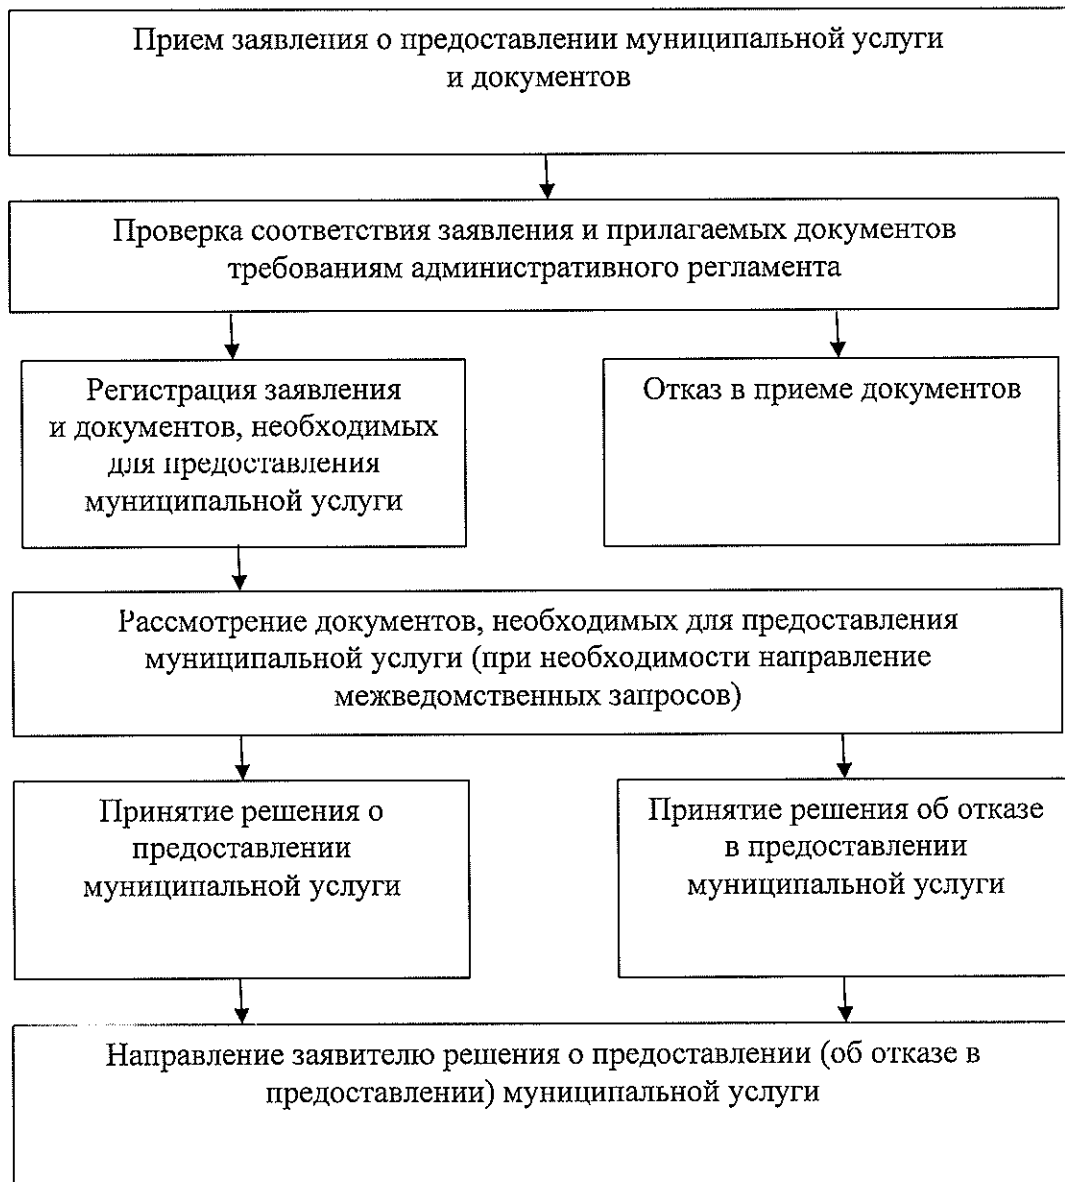 Прием заявления о предоставлении муниципальной услуги
и документов
Проверка соответствия заявления и прилагаемых документов
требованиям административного регламента
Регистрация заявления
и документов, необходимых
для предоставления
муниципальной услуги
Отказ в приеме документов
Рассмотрение документов, необходимых для предоставления
муниципальной услуги (при необходимости направление
межведомственных запросов)
Принятие решения о
предоставлении
муниципальной услуги
Принятие решения об отказе
в предоставлении
муниципальной услуги
Направление заявителю решения о предоставлении (об отказе в
предоставлении) муниципальной услуги